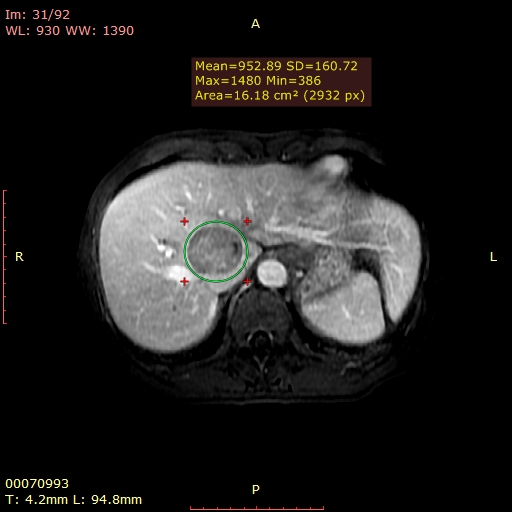 Im: 31/92
WL: 930 WW: 1390
A
Mean=952.89 SD=160.72
Max=1480 Min=386
Area=16.18 cm² (2932 px)
R
L
00070993
T: 4.2mm L: 94.8mm
P